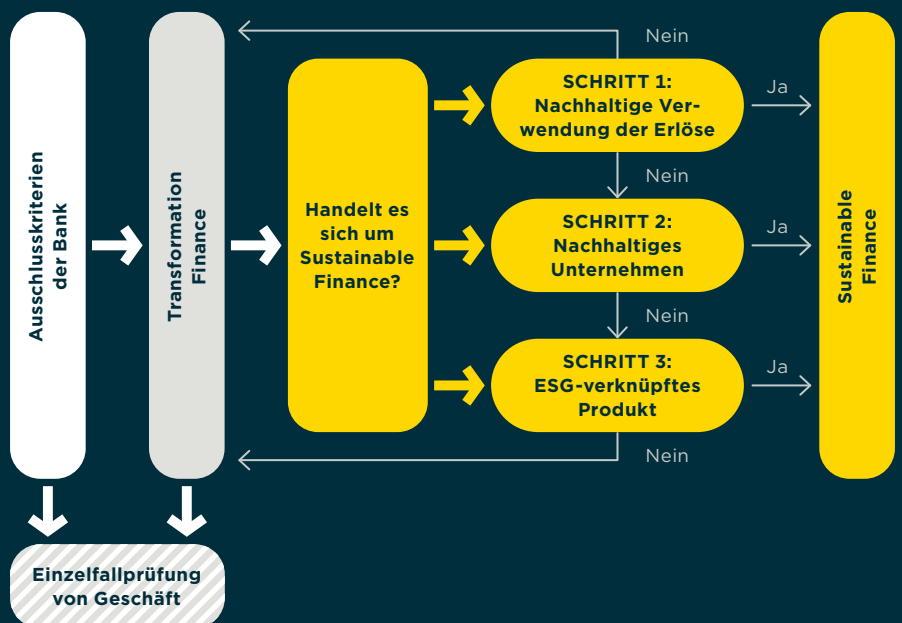 Ausschlusskriterien
der Bank
Transformation
Finance
Handelt es
sich um
Sustainable
Finance?
Nein
SCHRITT 1:
Nachhaltige Ver-
wendung der Erlöse
Ja
Nein
SCHRITT 2:
Nachhaltiges
Unternehmen
Ja
Nein
SCHRITT 3:
ESG-verknüpftes
Produkt
Ja
Nein
Sustainable
Finance
Einzelfallprüfung
von Geschäft